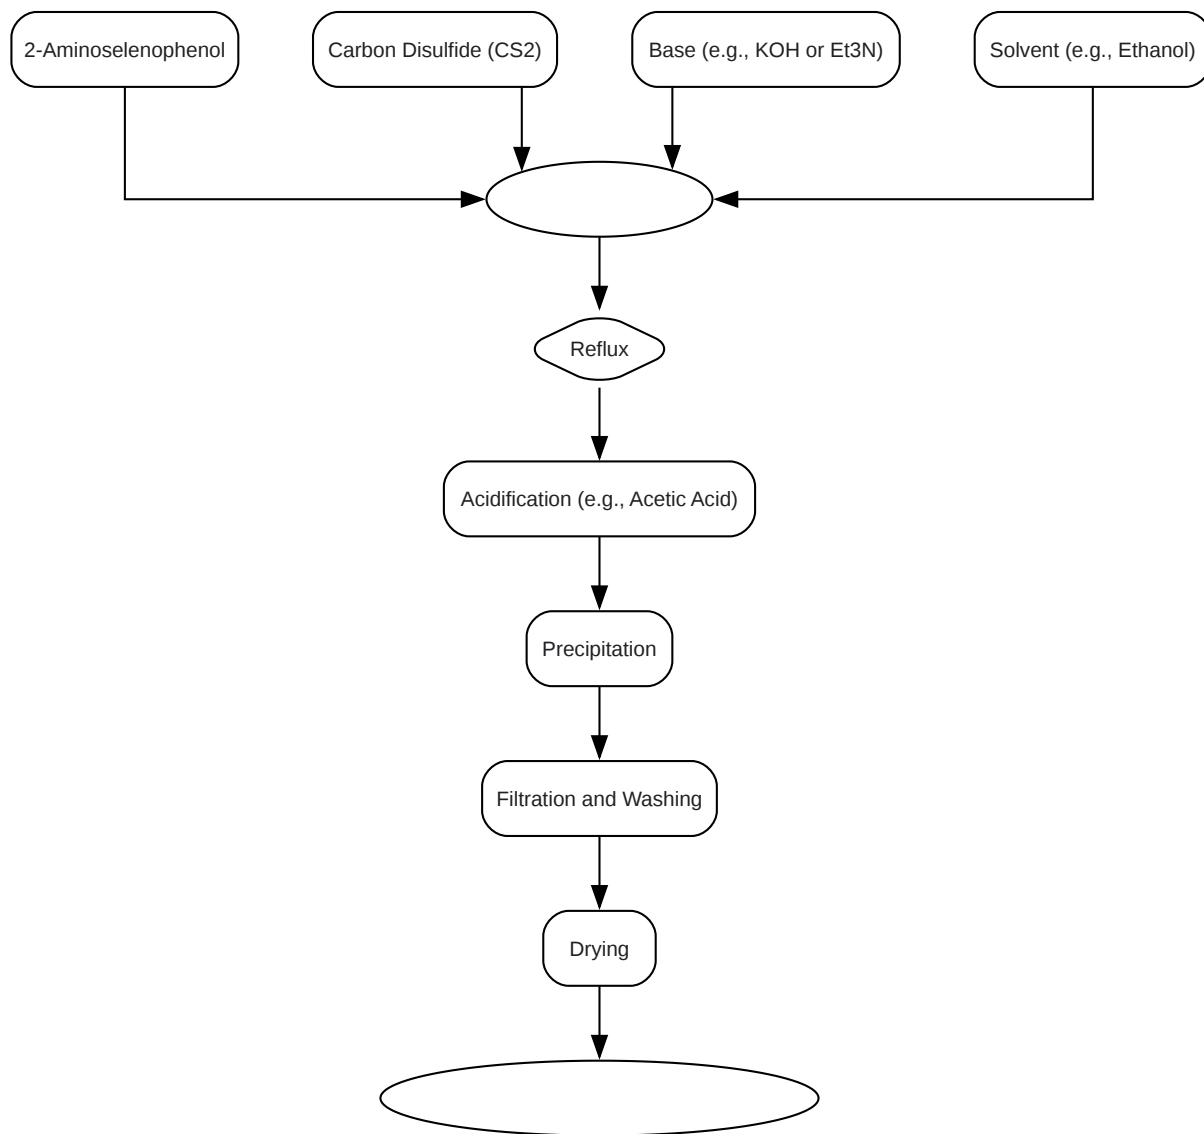 2-Aminoselenophenol
Carbon Disulfide (CS2)
Base (e.g., KOH or Et3N)
Solvent (e.g., Ethanol)
Reflux
Acidification (e.g., Acetic Acid)
Precipitation
Filtration and Washing
Drying